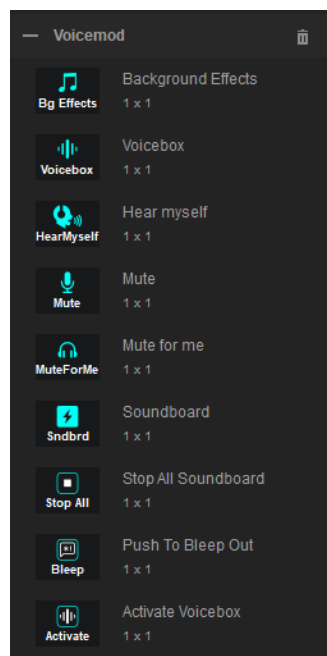 Voicemod
Bg Effects
Background Effects
1 x 1
Voicebox
Voicebox
1 x 1
HearMyself
Hear myself
1 x 1
Mute
Mute
1 x 1
MuteForMe
Mute for me
1 x 1
Sndbrd
Soundboard
1 x 1
Stop All
Stop All Soundboard
1 x 1
Bleep
Push To Bleep Out
1 x 1
Activate
Activate Voicebox
1 x 1